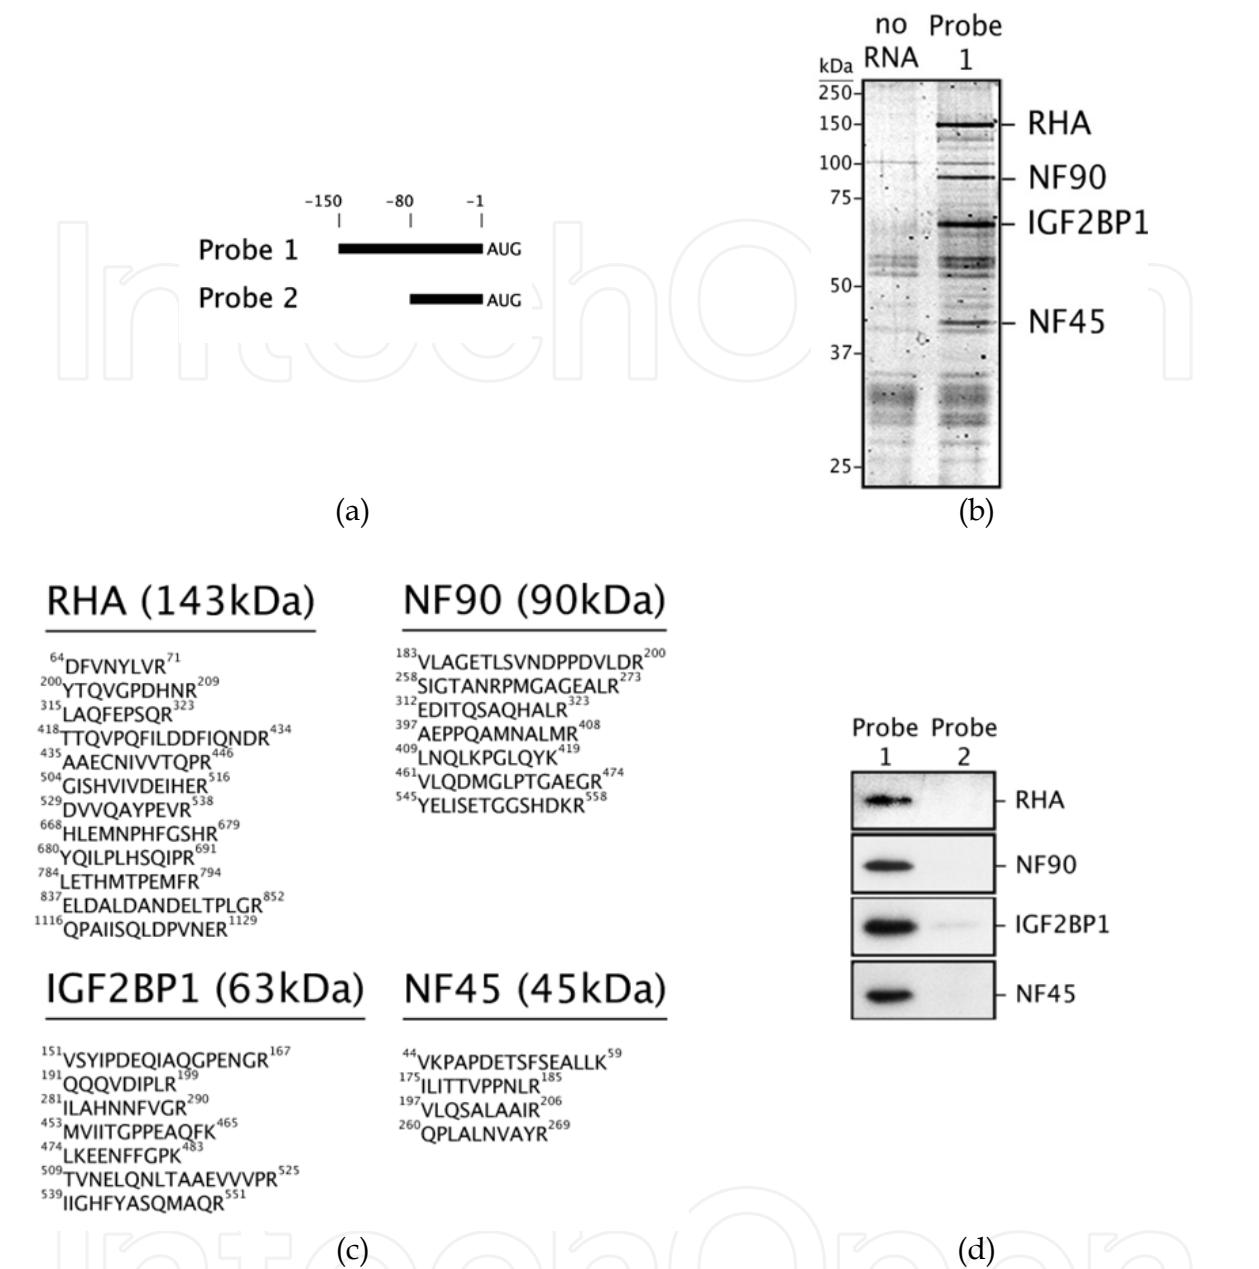 no Probe
RNA 1
kDa
250
150
100
75
50
37
25
RHA
NF90
IGF2BP1
NF45
-150 -80 -1
Probe 1 AUG
Probe 2 AUG
(a)
(b)
RHA (143kDa)
64DFVNYLVR71
200YTQVGPDHNR209
315LAQFEPSQR323
418TTQVPQFILDDFIQNDR434
435AAECNIVVTQPR446
504GISHVIVDEIHER516
529DVVQAYPEVR538
668HLEMNPHFGSHR679
680YQILPLHSQIPR691
784LETHMTPEMFR794
837ELDALDANDELTPLGR852
1116QPAIISQLDPVNER1129
NF90 (90kDa)
183VLAGETLSVNDPPDVLDR200
258SIGTANRPMGAGEALR273
312EDITQSAQHALR323
397AEPPQAMNALMR408
409LNQLKPGLQYK419
461VLQDMGLPTGAEGR474
545YELISETGGSHDKR558
IGF2BP1 (63kDa)
151VSYIPDEQIAQGPENGR167
191QQQVDIPLR199
281ILAHNNFVGR290
453MVIITGPPEAQFK465
474LKEENFFGPK483
509TVNELQNLTAAEVVVPR525
539IIGHFYASQMAQR551
NF45 (45kDa)
44VKPAPDETSFSEALLK59
175ILITTVPPNLR185
197VLQSALAAIR206
260QPLALNVAYR269
(c)
Probe Probe
1 2
RHA
NF90
IGF2BP1
NF45
(d)
IntechOpen
IntechOpen